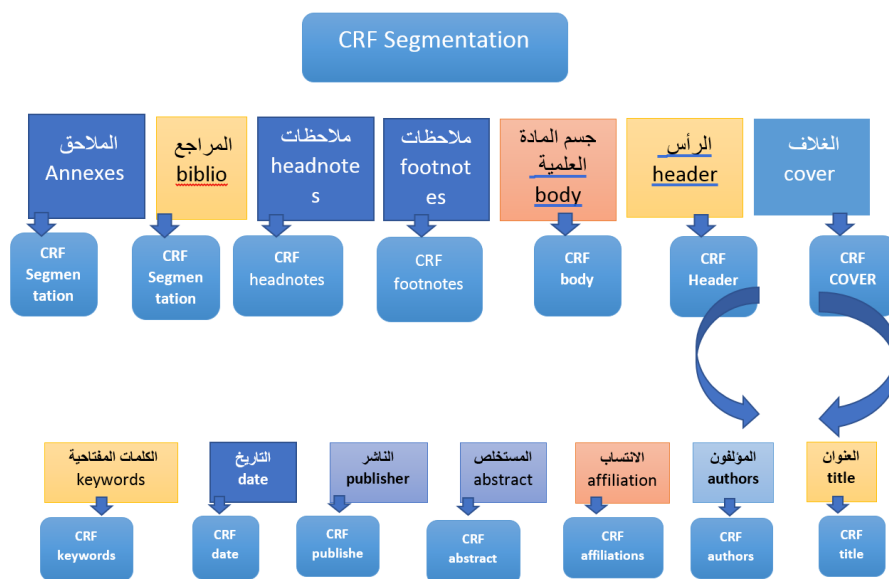 CRF Segmentation
الغلاف
cover
الرأس
header
جسم المادة
العلمية
body
ملاحظات
footnot
es
ملاحظات
headnote
s
المراجع
biblio
الملاحق
Annexes
CRF
COVER
CRF
Header
CRF
body
CRF
footnotes
CRF
headnotes
CRF
Segmen
tation
CRF
Segmen
tation
العنوان
title
المؤلفون
authors
الانتساب
affiliation
المستخلص
abstract
الناشر
publisher
التاريخ
date
الكلمات المفتاحية
keywords
CRF
title
CRF
authors
CRF
affiliations
CRF
abstract
CRF
publishe
CRF
date
CRF
keywords